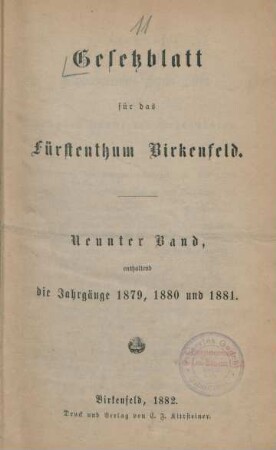 11
Gesetzblatt
für das
Fürstenthum Birkenfeld.
Neunter Band,
enthaltend
die Jahrgänge 1879, 1880 und 1881.
Birkenfeld, 1882.
Druck und Verlag von C. F. Kittsteiner.